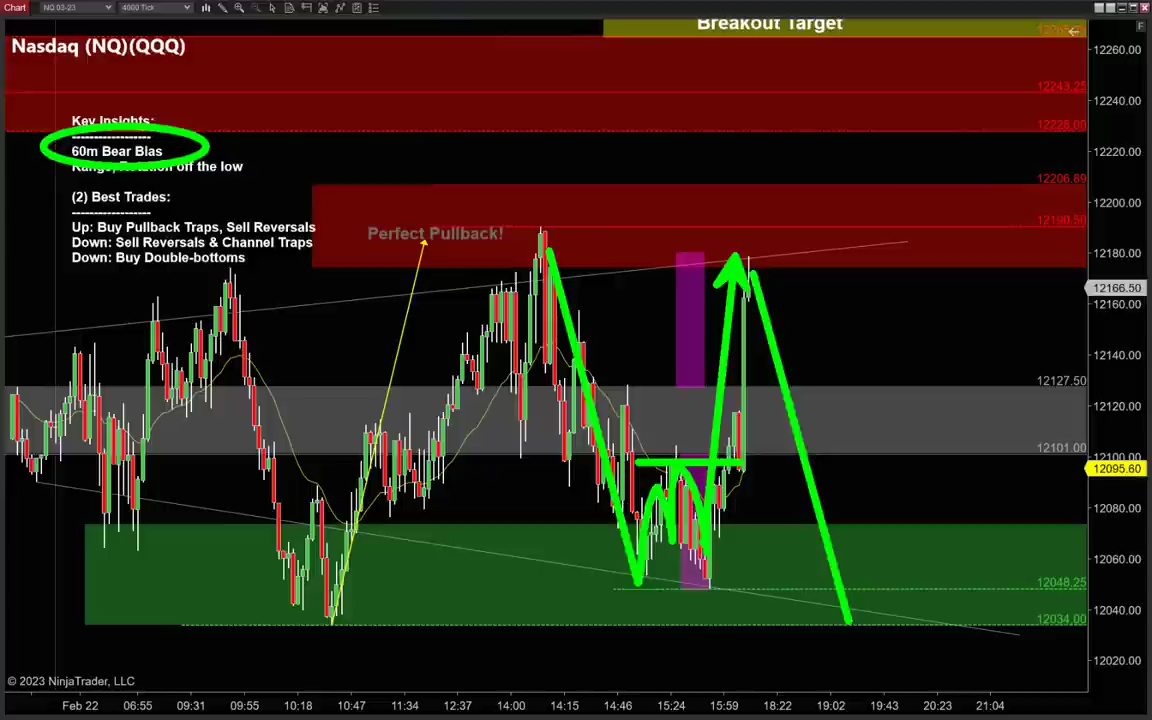 Chart NQ 03-23 4000 Tick
Breakout Target
F
Nasdaq (NQ)(QQQ)
12260.00
12243.25
12240.00
12228.00
Key Insights:
-------------------
60m Bear Bias
Range, Rotation off the low
12220.00
(2) Best Trades:
-------------------
Up: Buy Pullback Traps, Sell Reversals
Down: Sell Reversals & Channel Traps
Down: Buy Double-bottoms
Perfect Pullback!
12206.69
12200.00
12190.50
12180.00
12166.50
12160.00
12140.00
12127.50
12120.00
12101.00
12100.00
12095.60
12080.00
12060.00
12048.25
12040.00
12034.00
12020.00
© 2023 NinjaTrader, LLC
Feb 22 06:55 09:31 09:55 10:18 10:47 11:34 12:37 14:00 14:15 14:46 15:24 15:59 18:22 19:02 19:43 20:23 21:04